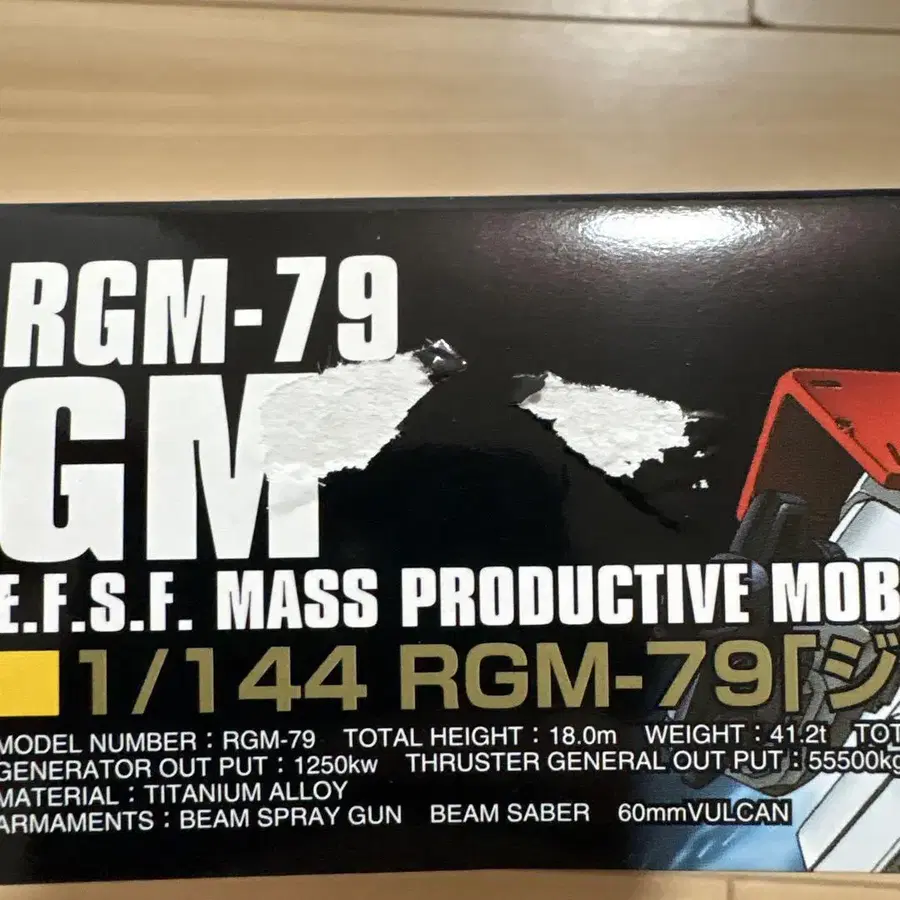 RGM-79
GM
E.F.S.F. MASS PRODUCTIVE MOB
1/144 RGM-79「ジ
MODEL NUMBER：RGM-79 TOTAL HEIGHT：18.0m WEIGHT：41.2t TOT
GENERATOR OUT PUT：1250kw THRUSTER GENERAL OUT PUT：55500kg
MATERIAL：TITANIUM ALLOY
ARMAMENTS：BEAM SPRAY GUN BEAM SABER 60mmVULCAN